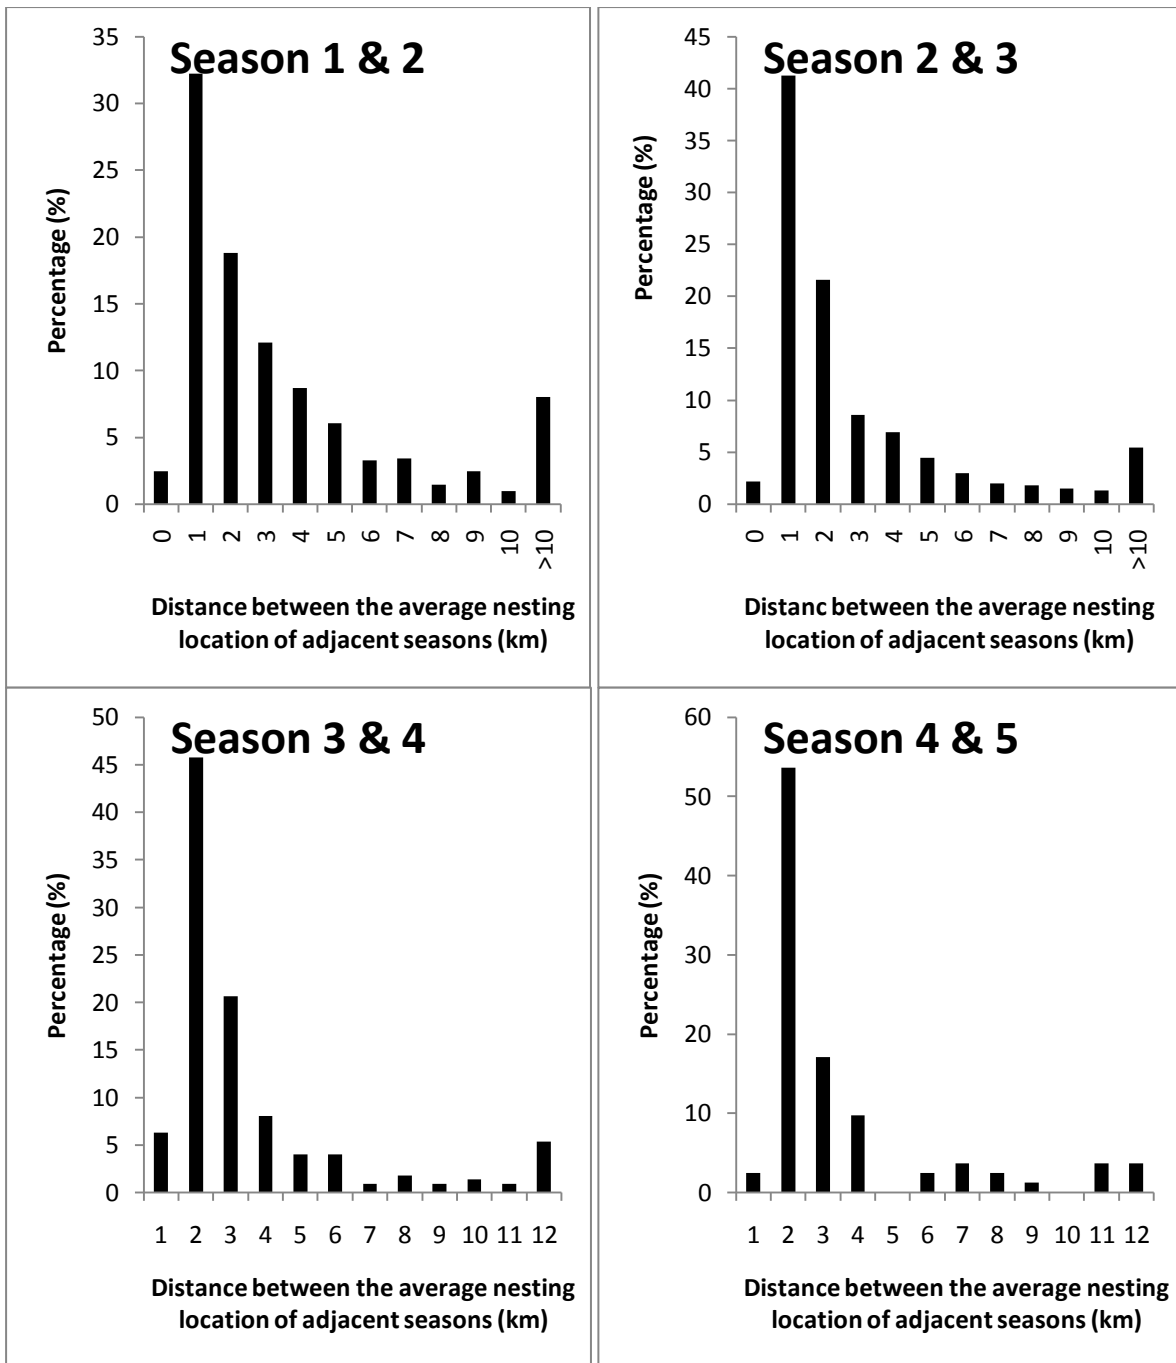 Season 1 & 2
35
30
25
20
15
10
5
0
Percentage (%)
0 1 2 3 4 5 6 7 8 9 10 >10
Distance between the average nesting
location of adjacent seasons (km)
Season 2 & 3
45
40
35
30
25
20
15
10
5
0
Percentage (%)
0 1 2 3 4 5 6 7 8 9 10 >10
Distanc between the average nesting
location of adjacent seasons (km)
Season 3 & 4
50
45
40
35
30
25
20
15
10
5
0
Percentage (%)
1 2 3 4 5 6 7 8 9 10 11 12
Distance between the average nesting
location of adjacent seasons (km)
Season 4 & 5
60
50
40
30
20
10
0
Percentage (%)
1 2 3 4 5 6 7 8 9 10 11 12
Distance between the average nesting
location of adjacent seasons (km)